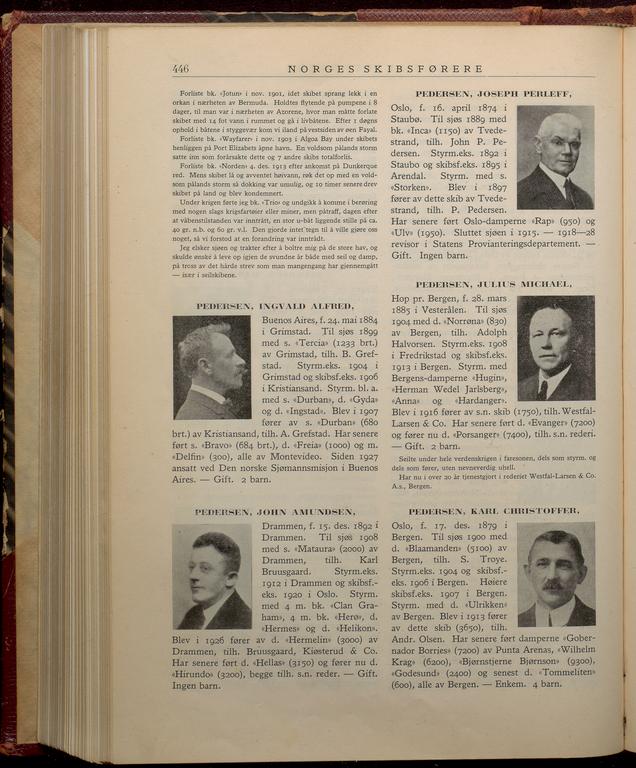 446
NORGES SKIBSFØRERE
Forliste bk. «Jotun» i nov. 1901, idet skibet sprang lekk i en
orkan i nærheten av Bermuda. Holdtes flytende på pumpene i 8
dager, til man var i nærheten av Azorene, hvor man måtte forlate
skibet med 14 fot vann i rummet og gå i livbåtene. Efter 1 døgns
ophold i båtene i styggevær kom vi iland på vestsiden av øen Fayal.
Forliste bk. «Wayfarer» i nov. 1903 i Algoa Bay under skibets
henliggen på Port Elizabets åpne havn. En voldsom pålands storm
satte inn som forårsakte dette og 7 andre skibs totalforlis.
Forliste bk. «Norden» 4. des. 1913 efter ankomst på Dunkerque
red. Mens skibet lå og avventet høivann, røk det op med en vold-
som pålands storm så dokking var umulig, og 10 timer senere drev
skibet på land og blev kondemnert.
Under krigen førte jeg bk. «Trio» og undgikk å komme i berøring
med nogen slags krigsfartøier eller miner, men påtraff, dagen efter
at våbenstilstanden var inntrått, en stor u-båt liggende stille på ca.
40 gr. n.b. og 60 gr. v.l. Den gjorde intet tegn til å ville gjøre oss
noget, så vi forstod at en forandring var inntrådt.
Jeg elsker sjøen og trakter efter å boltre mig på de store hav, og
skulde ønske å leve op igjen de svundne år både med seil og damp,
på tross av det hårde strev som man mangengang har gjennemgått
— især i seilskibene.
PEDERSEN, INGVALD ALFRED,
Buenos Aires, f. 24. mai 1884
i Grimstad. Til sjøs 1899
med s. «Tercia» (1233 brt.)
av Grimstad, tilh. B. Gref-
stad. Styrm.eks. 1904 i
Grimstad og skibsf.eks. 1906
i Kristiansand. Styrm. bl. a.
med s. «Durban», d. «Gyda»
og d. «Ingstad». Blev i 1907
fører av s. «Durban» (680
brt.) av Kristiansand, tilh. A. Grefstad. Har senere
ført s. «Bravo» (684 brt.), d. «Freia» (1000) og m.
«Delfin» (300), alle av Montevideo. Siden 1927
ansatt ved Den norske Sjømannsmisjon i Buenos
Aires. — Gift. 2 barn.
PEDERSEN, JOHN AMUNDSEN,
Drammen, f. 15. des. 1892 i
Drammen. Til sjøs 1908
med s. «Mataura» (2000) av
Drammen, tilh. Karl
Bruusgaard. Styrm.eks.
1912 i Drammen og skibsf.-
eks. 1920 i Oslo. Styrm.
med 4 m. bk. «Clan Gra-
ham», 4 m. bk. «Herø», d.
«Hermes» og d. «Helikon».
Blev i 1926 fører av d. «Hermelin» (3000) av
Drammen, tilh. Bruusgaard, Kiøsterud & Co.
Har senere ført d. «Hellas» (3150) og fører nu d.
«Hirundo» (3200), begge tilh. s.n. reder. — Gift.
Ingen barn.
PEDERSEN, JOSEPH PERLEFF,
Oslo, f. 16. april 1874 i
Staubø. Til sjøs 1889 med
bk. «Inca» (1150) av Tvede-
strand, tilh. John P. Pe-
dersen. Styrm.eks. 1892 i
Staubo og skibsf.eks. 1895 i
Arendal. Styrm. med s.
«Storken». Blev i 1897
fører av dette skib av Tvede-
strand, tilh. P. Pedersen.
Har senere ført Oslo-damperne «Rap» (950) og
«Ulv» (1950). Sluttet sjøen i 1915. — 1918—28
revisor i Statens Provianteringsdepartement. —
Gift. Ingen barn.
PEDERSEN, JULIUS MICHAEL,
Hop pr. Bergen, f. 28. mars
1885 i Vesterålen. Til sjøs
1904 med d. «Norrøna» (830)
av Bergen, tilh. Adolph
Halvorsen. Styrm.eks. 1908
i Fredrikstad og skibsf.eks.
1913 i Bergen. Styrm. med
Bergens-damperne «Hugin»,
«Herman Wedel Jarlsberg»,
«Anna» og «Hardanger».
Blev i 1916 fører av s.n. skib (1750), tilh. Westfal-
Larsen & Co. Har senere ført d. «Evanger» (7200)
og fører nu d. «Porsanger» (7400), tilh. s.n. rederi.
— Gift. 2 barn.
Seilte under hele verdenskrigen i faresonen, dels som styrm. og
dels som fører, uten nevneverdig uhell.
Har nu i over 20 år tjenestgjort i rederiet Westfal-Larsen & Co.
A.s., Bergen.
PEDERSEN, KARL CHRISTOFFER,
Oslo, f. 17. des. 1879 i
Bergen. Til sjøs 1900 med
d. «Blaamanden» (5100) av
Bergen, tilh. S. Troye.
Styrm.eks. 1904 og skibsf.-
eks. 1906 i Bergen. Høiere
skibsf.eks. 1907 i Bergen.
Styrm. med d. «Ulrikken»
av Bergen. Blev i 1913 fører
av dette skib (3650), tilh.
Andr. Olsen. Har senere ført damperne «Gober-
nador Borries» (7200) av Punta Arenas, «Wilhelm
Krag» (6200), «Bjørnstjerne Bjørnson» (9300),
«Godesund» (2400) og senest d. «Tommeliten»
(600), alle av Bergen. — Enkem. 4 barn.